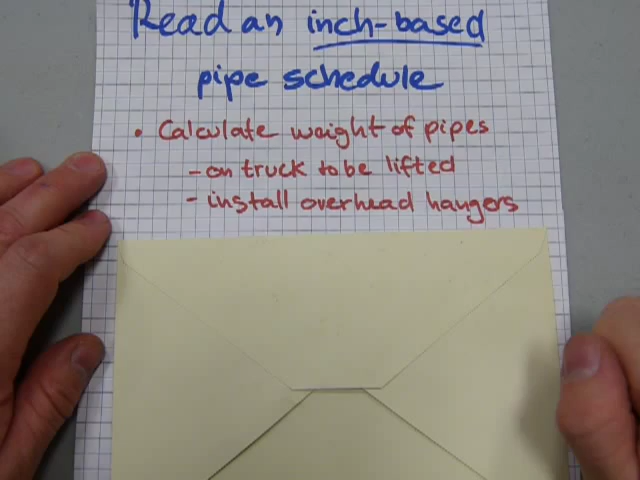 Read an inch-based
pipe schedule
• Calculate weight of pipes
- on truck to be lifted
- install overhead hangers